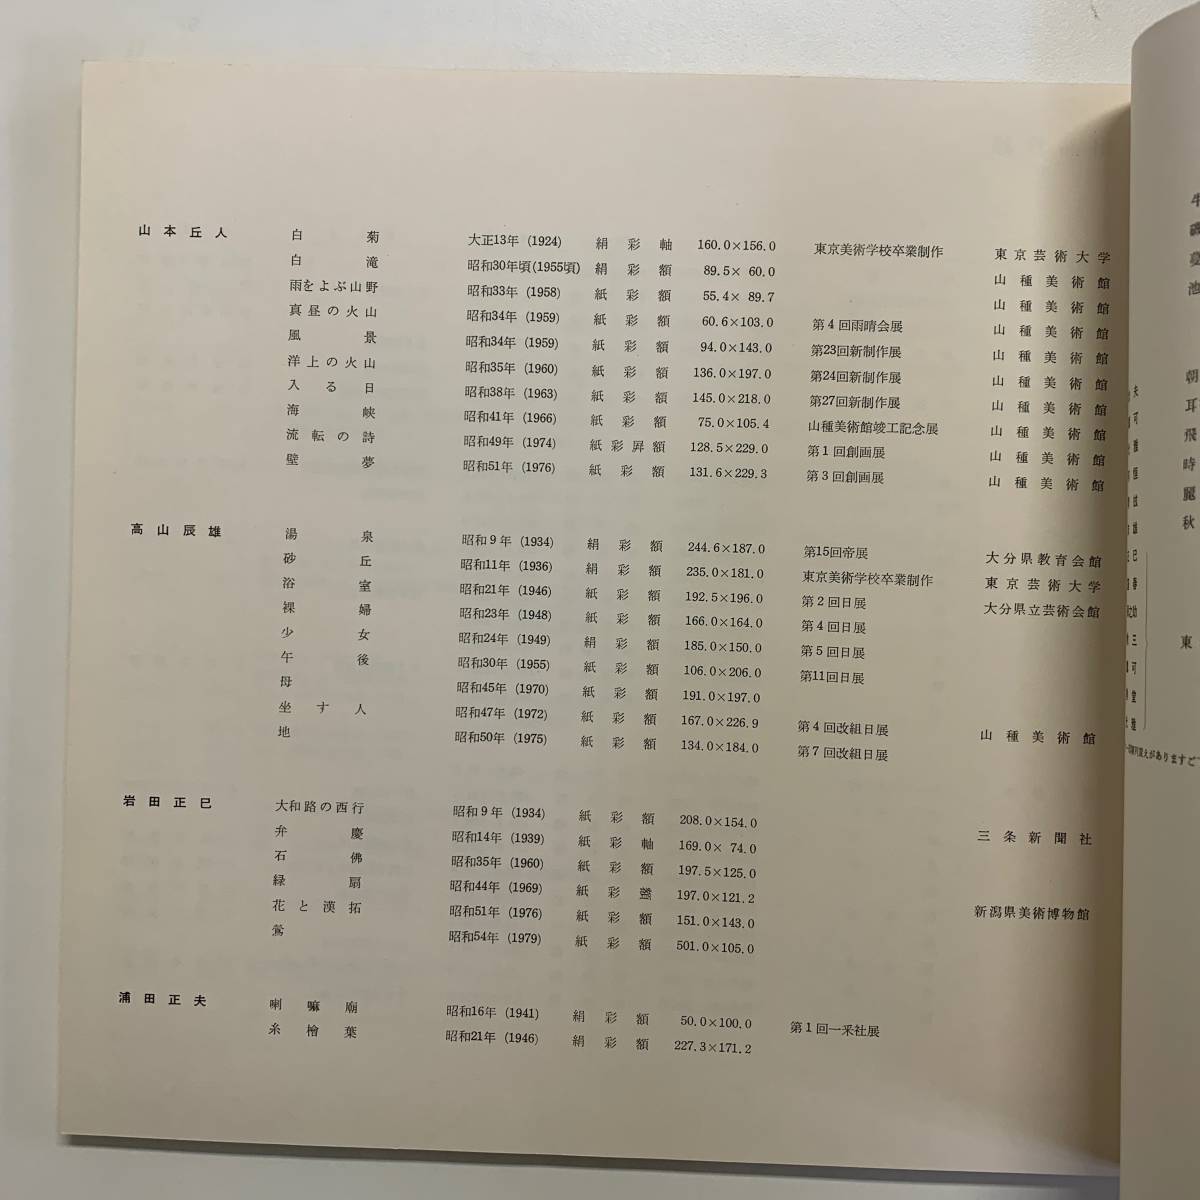 山本丘人 白菊 大正13年 (1924) 絹彩軸 160.0×156.0 東京美術学校卒業制作 東京芸術大学
白滝 昭和30年頃(1955頃) 絹彩額 89.5× 60.0 山種美術館
雨をよぶ山野 昭和33年 (1958) 紙彩額 55.4× 89.7 山種美術館
真昼の火山 昭和34年 (1959) 紙彩額 60.6×103.0 第4回雨晴会展 山種美術館
風景 昭和34年 (1959) 紙彩額 94.0×143.0 第23回新制作展 山種美術館
洋上の火山 昭和35年 (1960) 紙彩額 136.0×197.0 第24回新制作展 山種美術館
入る日 昭和38年 (1963) 紙彩額 145.0×218.0 第27回新制作展 山種美術館
海峡 昭和41年 (1966) 紙彩額 75.0×105.4 山種美術館竣工記念展 山種美術館
流転の詩 昭和49年 (1974) 紙彩額 128.5×229.0 第1回創画展 山種美術館
壁夢 昭和51年 (1976) 紙彩額 131.6×229.3 第3回創画展 山種美術館
高山辰雄 湯泉 昭和9年 (1934) 絹彩額 244.6×187.0 第15回帝展 大分県教育会館
砂丘 昭和11年 (1936) 絹彩額 235.0×181.0 東京美術学校卒業制作 東京芸術大学
浴室 昭和21年 (1946) 紙彩額 192.5×196.0 第2回日展 大分県立芸術会館
裸婦 昭和23年 (1948) 紙彩額 166.0×164.0 第4回日展
少女 昭和24年 (1949) 絹彩額 185.0×150.0 第5回日展
午後 昭和30年 (1955) 紙彩額 106.0×206.0 第11回日展
母 昭和45年 (1970) 紙彩額 191.0×197.0
坐す人 昭和47年 (1972) 紙彩額 167.0×226.9 第4回改組日展 山種美術館
地 昭和50年 (1975) 紙彩額 134.0×184.0 第7回改組日展
岩田正巳 大和路の西行 昭和9年 (1934) 紙彩額 208.0×154.0 三条新聞社
弁慶 昭和14年 (1939) 紙彩軸 169.0× 74.0
石佛 昭和35年 (1960) 紙彩額 197.5×125.0
緑扇 昭和44年 (1969) 紙彩 197.0×121.2 新潟県美術博物館
花と漢拓 昭和51年 (1976) 紙彩額 151.0×143.0
鶯 昭和54年 (1979) 紙彩額 501.0×105.0
浦田正夫 喇嘛廟 昭和16年 (1941) 絹彩額 50.0×100.0 第1回一采社展
糸檜葉 昭和21年 (1946) 絹彩額 227.3×171.2
池
朝
耳
飛
時
麗
秋
東